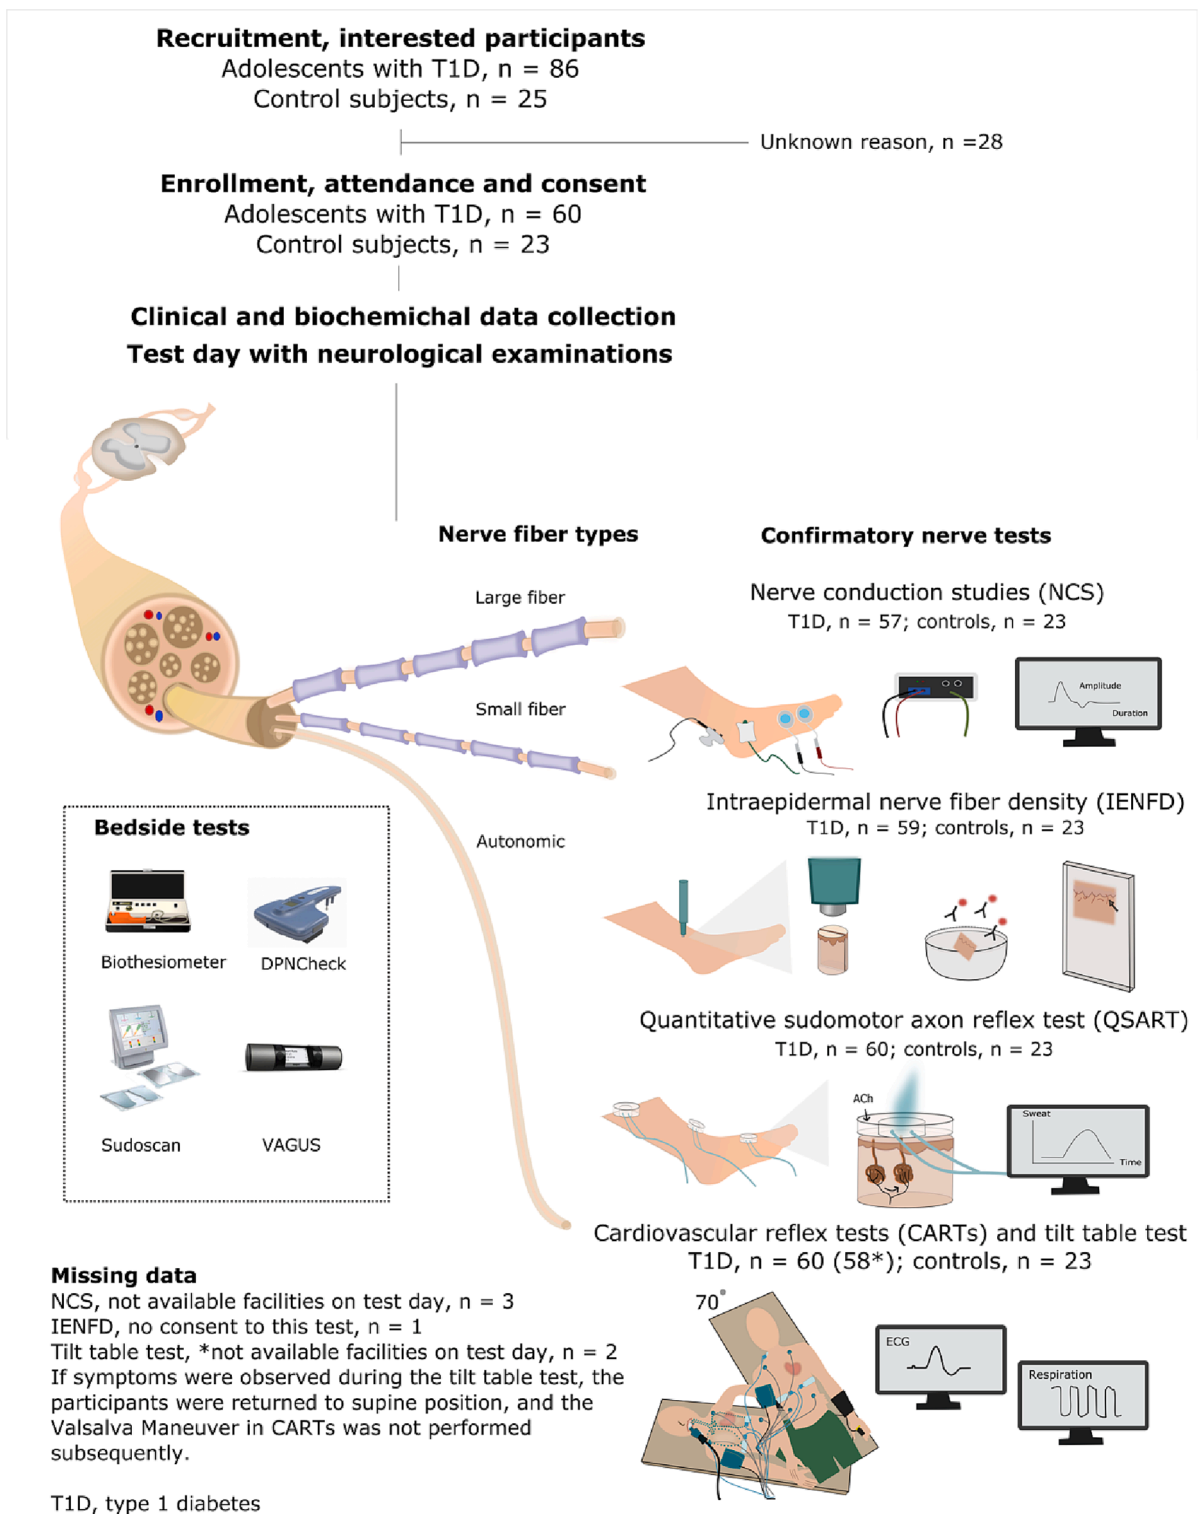 Recruitment, interested participants
Adolescents with T1D, n = 86
Control subjects, n = 25
Unknown reason, n =28
Enrollment, attendance and consent
Adolescents with T1D, n = 60
Control subjects, n = 23
Clinical and biochemichal data collection
Test day with neurological examinations
Nerve fiber types
Confirmatory nerve tests
Large fiber
Small fiber
Autonomic
Nerve conduction studies (NCS)
T1D, n = 57; controls, n = 23
Amplitude
Duration
Intraepidermal nerve fiber density (IENFD)
T1D, n = 59; controls, n = 23
Quantitative sudomotor axon reflex test (QSART)
T1D, n = 60; controls, n = 23
ACh
Sweat
Time
Cardiovascular reflex tests (CARTs) and tilt table test
T1D, n = 60 (58*); controls, n = 23
70°
ECG
Respiration
Bedside tests
Biothesiometer
DPNCheck
Sudoscan
VAGUS
Missing data
NCS, not available facilities on test day, n = 3
IENFD, no consent to this test, n = 1
Tilt table test, *not available facilities on test day, n = 2
If symptoms were observed during the tilt table test, the
participants were returned to supine position, and the
Valsalva Maneuver in CARTs was not performed
subsequently.
T1D, type 1 diabetes